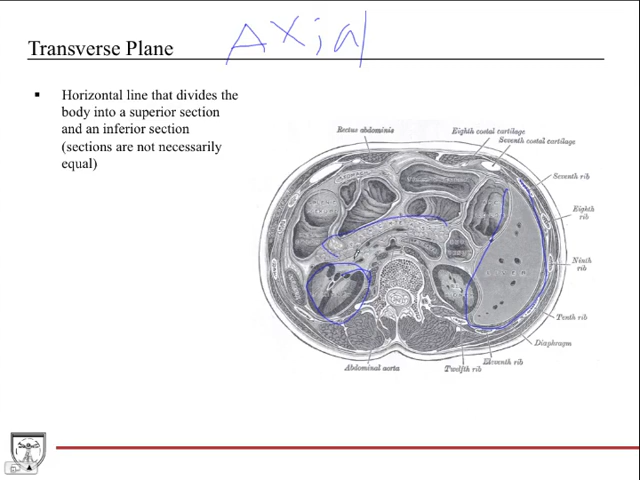 Axial
Transverse Plane
▪ Horizontal line that divides the
body into a superior section
and an inferior section
(sections are not necessarily
equal)
Rectus abdominis
Eighth costal cartilage
Seventh costal cartilage
Seventh rib
Eighth
rib
Ninth
rib
Tenth rib
Diaphragm
Eleventh rib
Twelfth rib
Abdominal aorta